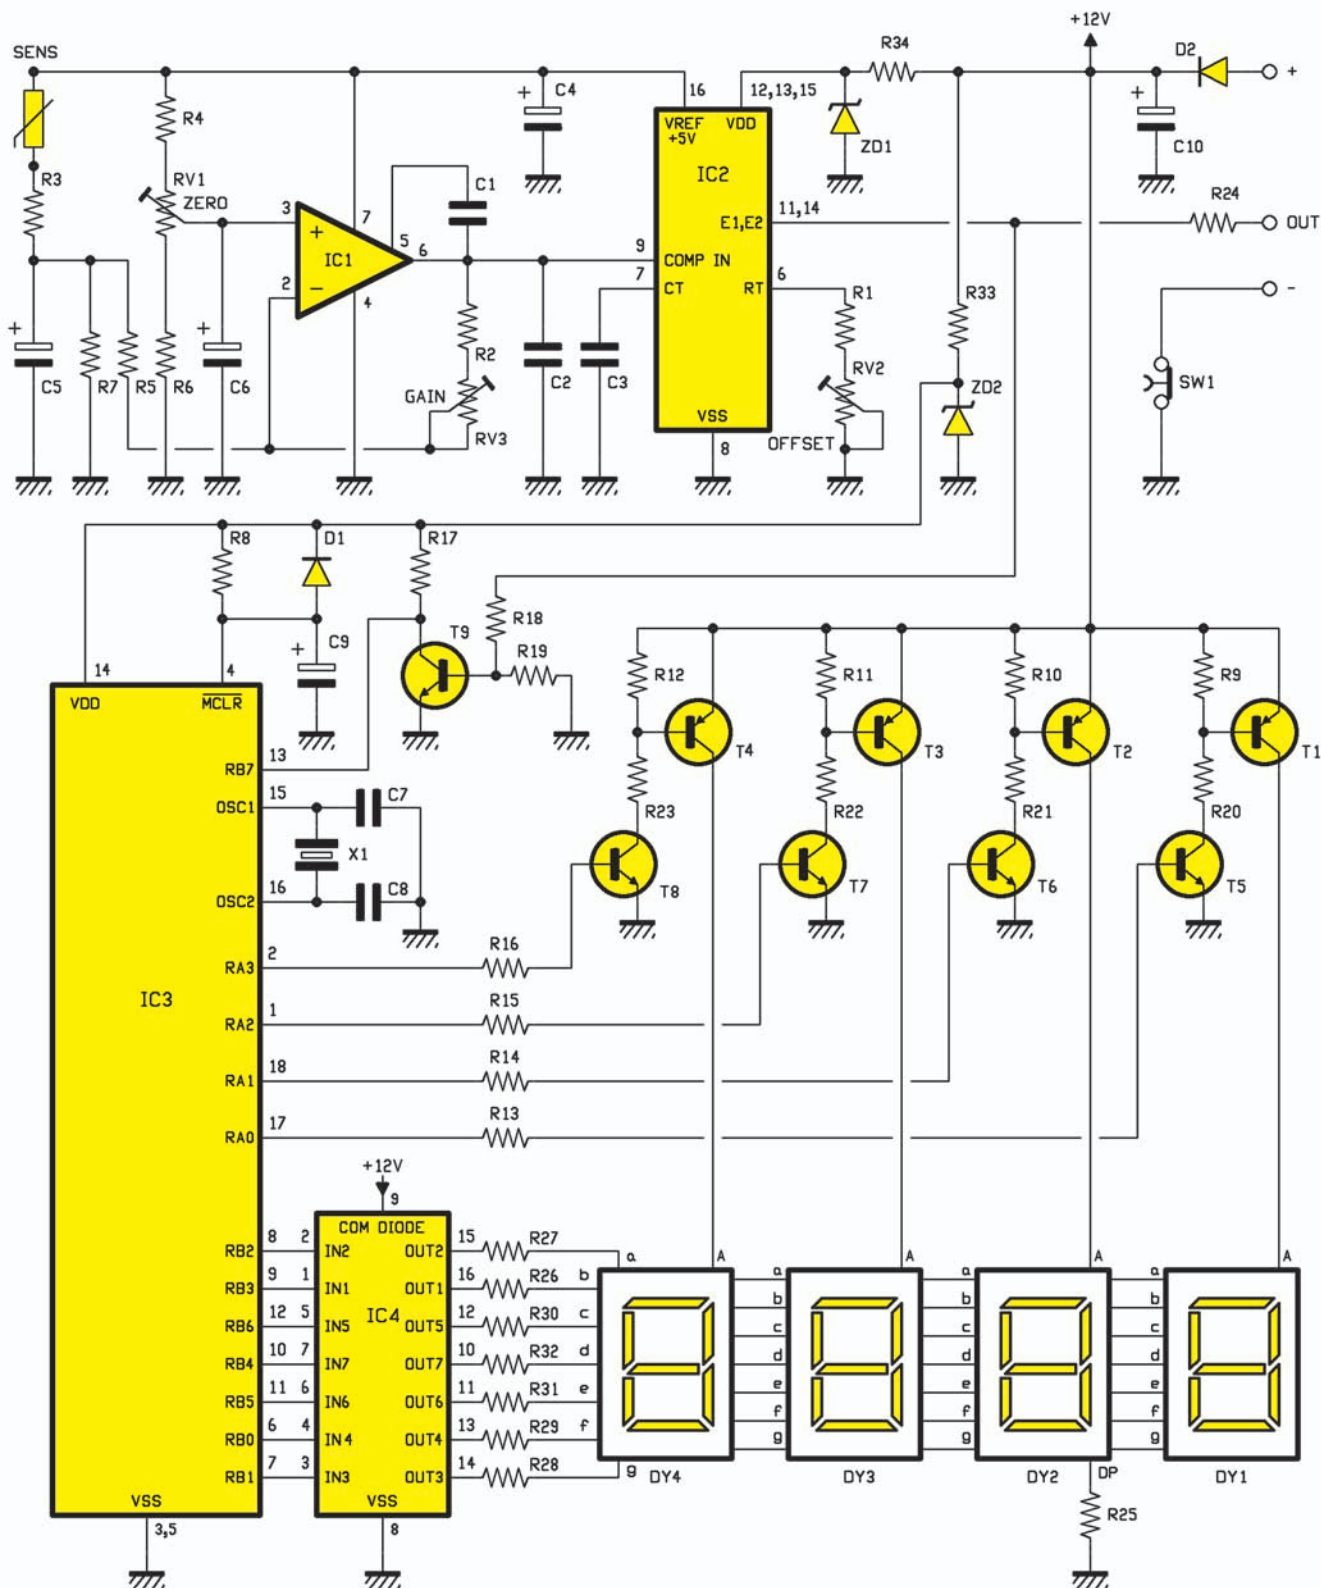 +12V
SENS
R34
D2
+
R4
+
C4
16
12,13,15
+
C10
VREF
+5V
VDD
ZD1
R3
RV1
ZERO
C1
IC2
R24
3
7
+
IC1
5
6
E1,E2
11,14
OUT
9
COMP IN
7
CT
RT
6
2
−
4
R1
R33
-
+
C5
R7
R5
R6
+
C6
R2
GAIN
RV3
C2
C3
RV2
OFFSET
ZD2
SW1
VSS
8
R8
D1
R17
R18
R19
T9
+
C9
14
4
VDD
MCLR
R12
R11
R10
R9
T4
T3
T2
T1
13
RB7
15
OSC1
C7
X1
R23
R22
R21
R20
16
OSC2
C8
T8
T7
T6
T5
2
RA3
R16
IC3
1
RA2
R15
18
RA1
R14
17
RA0
R13
+12V
9
COM DIODE
RB2 8 2 IN2 OUT2 15 R27 a A A A A
RB3 9 1 IN1 OUT1 16 R26 b a a a
IC4
b b b
RB6 12 5 IN5 OUT5 12 R30 c c c c
RB4 10 7 IN7 OUT7 10 R32 d d d d
RB5 11 6 IN6 OUT6 11 R31 e e e e
RB0 6 4 IN4 OUT4 13 R29 f f f f
g g g
RB1 7 3 IN3 OUT3 14 R28 g DY4 DY3 DY2 DP DY1
VSS
3,5
VSS
8
R25